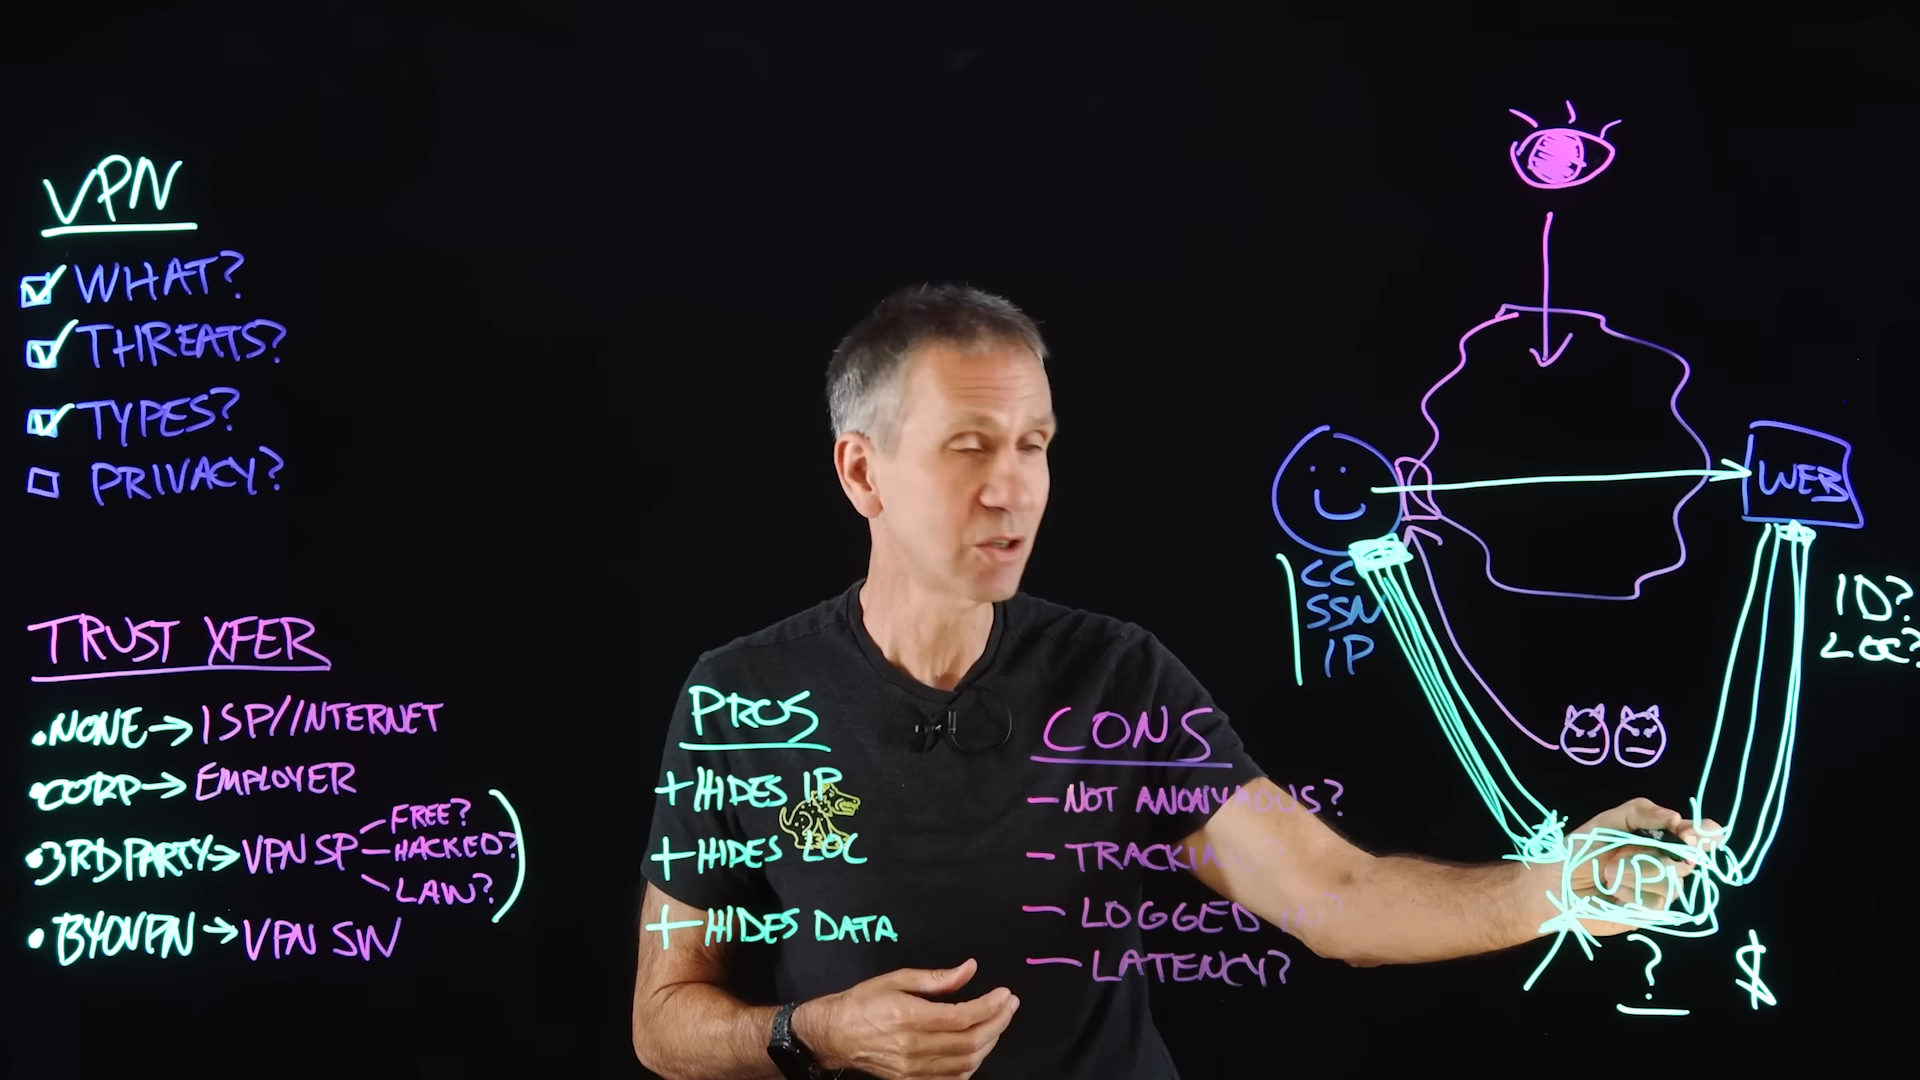 VPN
WHAT?
THREATS?
TYPES?
PRIVACY?
TRUST XFER
•NONE→ISP/INTERNET
•CORP→EMPLOYER
•3RD PARTY→VPN SP
–FREE?
–HACKED?
–LAW?
•BYOVPN→VPN SW
PROS
+HIDES IP
+HIDES LOC
+HIDES DATA
CONS
–NOT ANONYMOUS?
–TRACKING?
–LOGGED IN?
–LATENCY?
WEB
CC
SSN
IP
ID?
LOC?
VPN
?
$